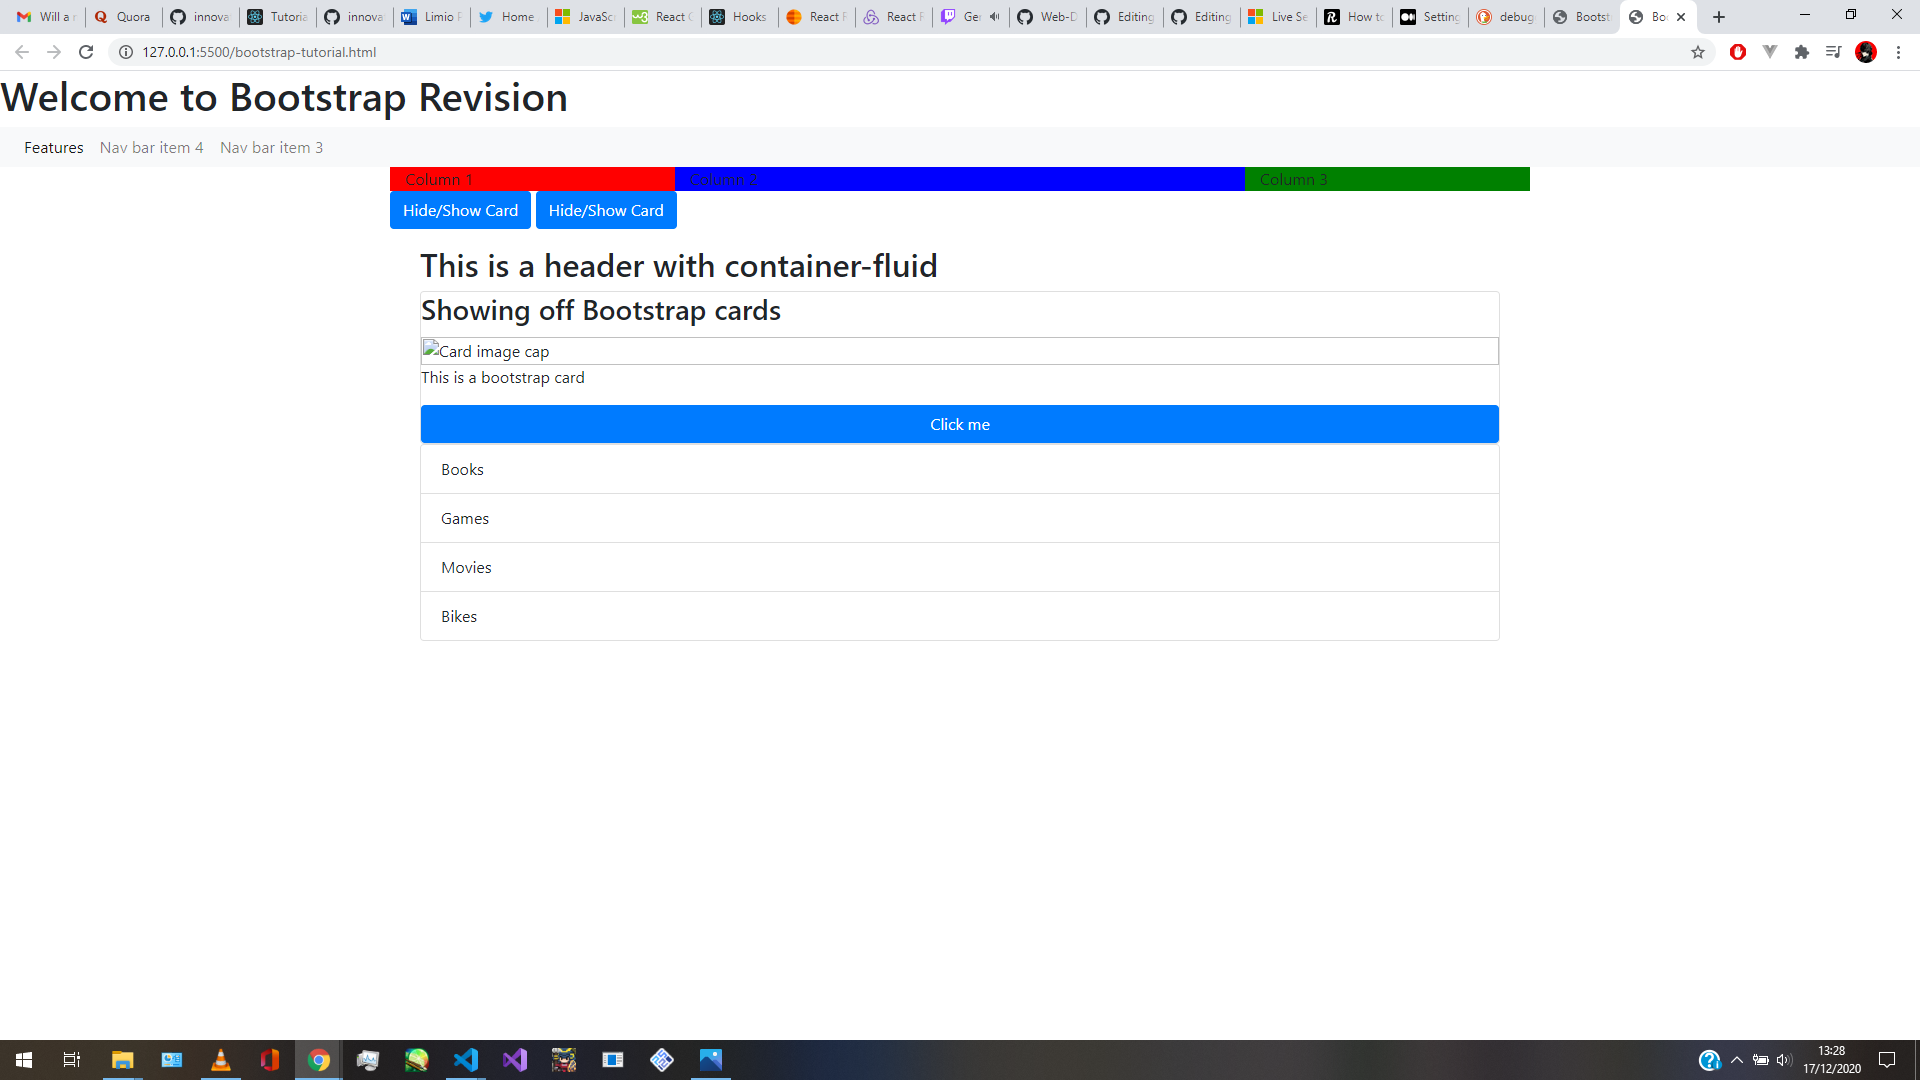 Will a r
Quora
innova
Tutoria
innova
Limio P
Home
JavaSc
React C
Hooks
React F
React F
Ger
Web-D
Editing
Editing
Live Se
How to
Setting
debug
Bootst
Bo
127.0.0.1:5500/bootstrap-tutorial.html
Welcome to Bootstrap Revision
Features Nav bar item 4 Nav bar item 3
Column 1 Column 2 Column 3
Hide/Show Card Hide/Show Card
This is a header with container-fluid
Showing off Bootstrap cards
Card image cap
This is a bootstrap card
Click me
Books
Games
Movies
Bikes
13:28
17/12/2020